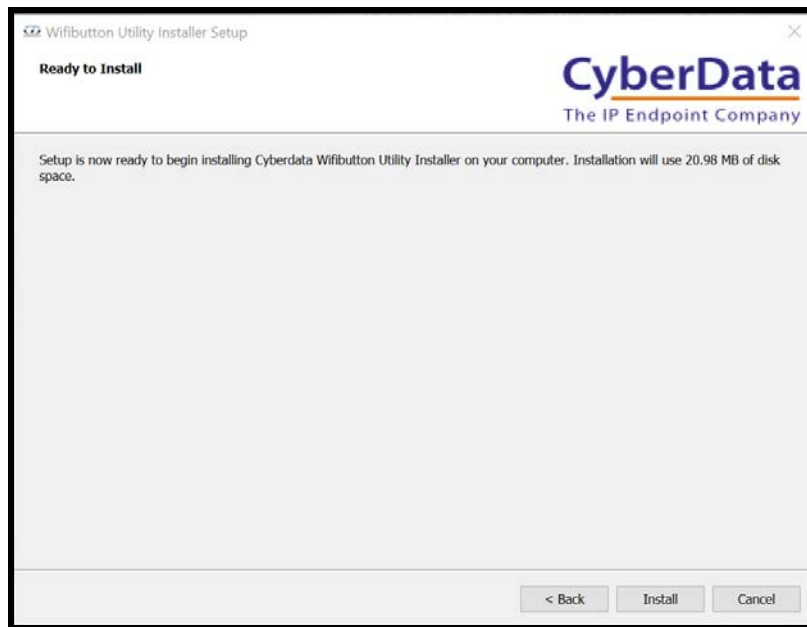 Wifibutton Utility Installer Setup
Ready to Install
CyberData
The IP Endpoint Company
Setup is now ready to begin installing Cyberdata Wifibutton Utility Installer on your computer. Installation will use 20.98 MB of disk
space.
< Back Install Cancel